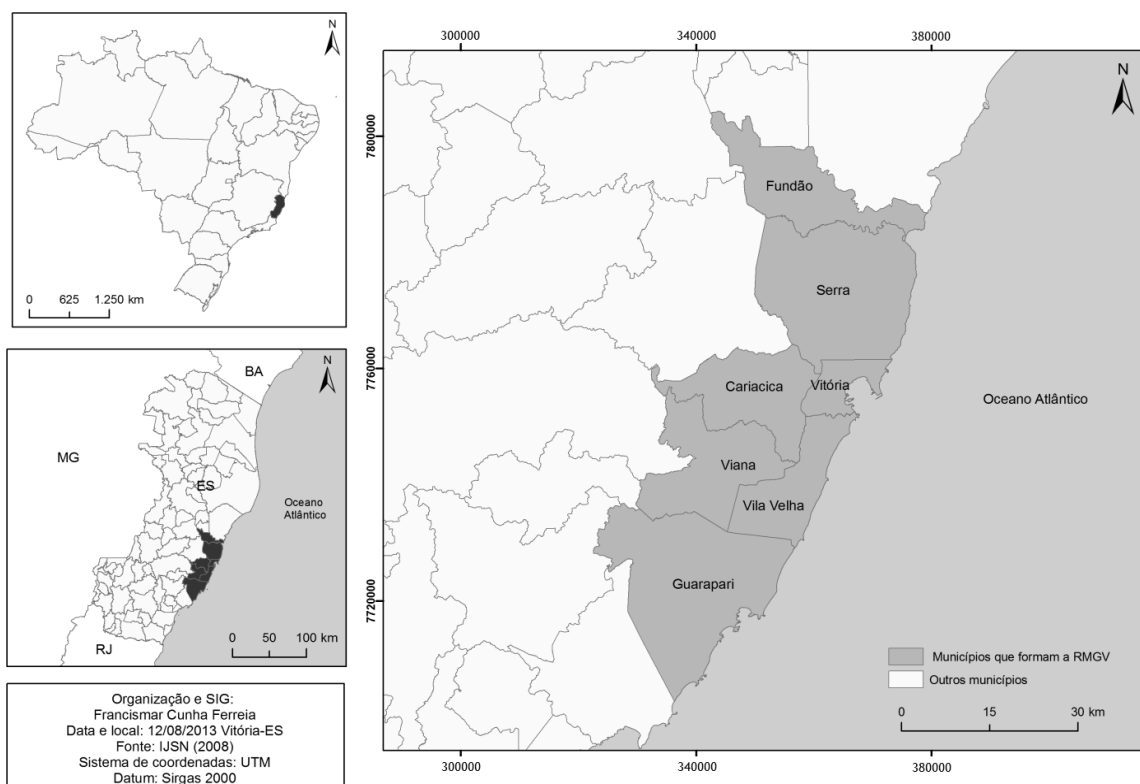 N
0 625 1.250 km
BA
N
MG
ES
Oceano
Atlântico
0 50 100 km
RJ
Organização e SIG:
Francismar Cunha Ferreia
Data e local: 12/08/2013 Vitória-ES
Fonte: IJSN (2008)
Sistema de coordenadas: UTM
Datum: Sirgas 2000
300000 340000 380000
N
7800000
Fundão
Serra
7760000
Cariacica
Vitória
Oceano Atlântico
Viana
Vila Velha
Guarapari
7720000
Municípios que formam a RMGV
Outros municípios
0 15 30 km
300000 340000 380000